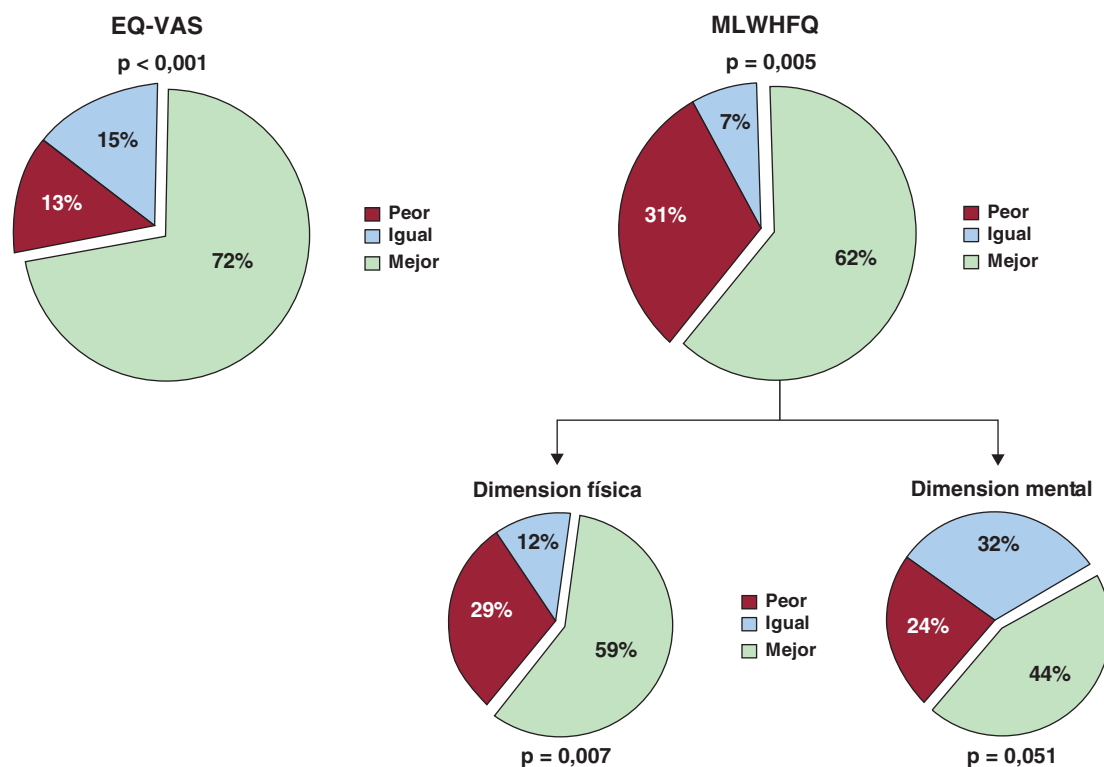 EQ-VAS
p < 0,001
15%
13%
72%
Peor
Igual
Mejor
MLWHFQ
p = 0,005
7%
31%
62%
Peor
Igual
Mejor
Dimension física
12%
29%
59%
p = 0,007
Peor
Igual
Mejor
Dimension mental
32%
24%
44%
p = 0,051